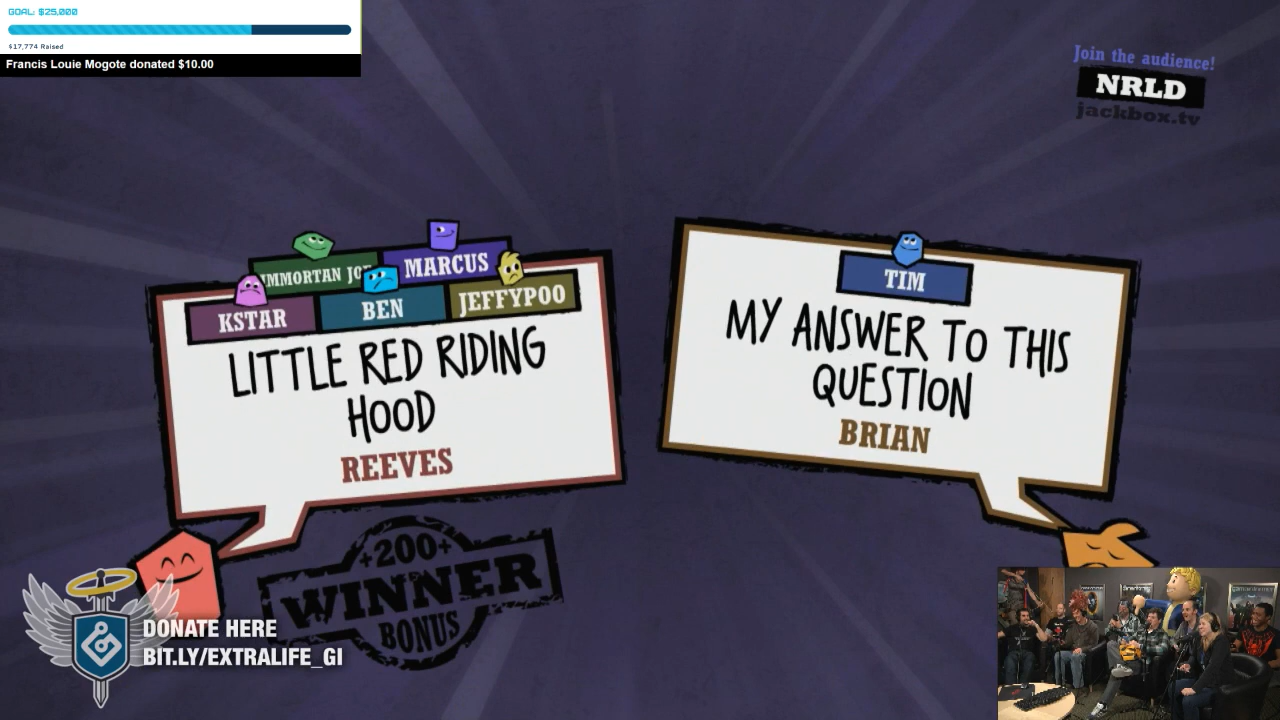 GOAL: $25,000
$17,774 Raised
Francis Louie Mogote donated $10.00
Join the audience!
NRLD
jackbox.tv
IMMORTAN JOE
MARCUS
KSTAR
BEN
JEFFYPOO
LITTLE RED RIDING
HOOD
REEVES
TIM
MY ANSWER TO THIS
QUESTION
BRIAN
+200+
WINNER
BONUS
DONATE HERE
BIT.LY/EXTRALIFE_GI